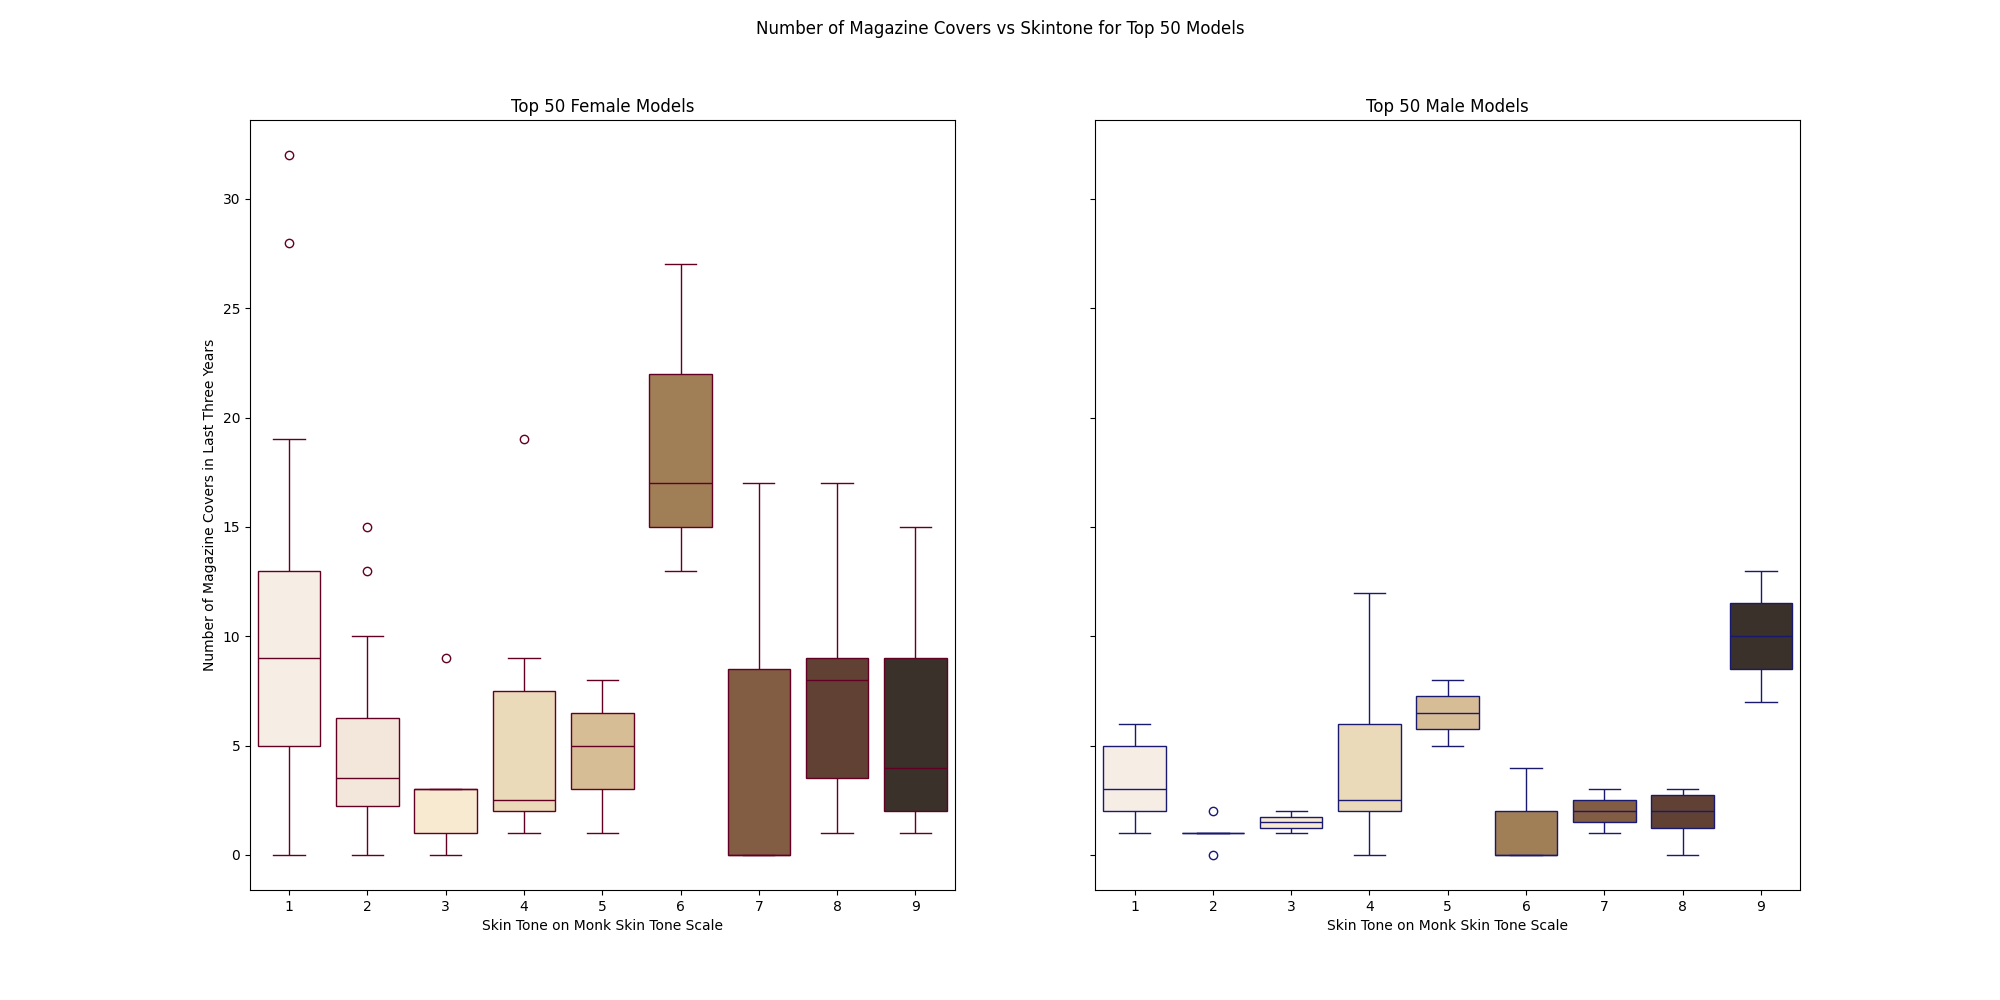 Number of Magazine Covers vs Skintone for Top 50 Models
Top 50 Female Models
Number of Magazine Covers in Last Three Years
30
25
20
15
10
5
0
1 2 3 4 5 6 7 8 9
Skin Tone on Monk Skin Tone Scale
Top 50 Male Models
1 2 3 4 5 6 7 8 9
Skin Tone on Monk Skin Tone Scale